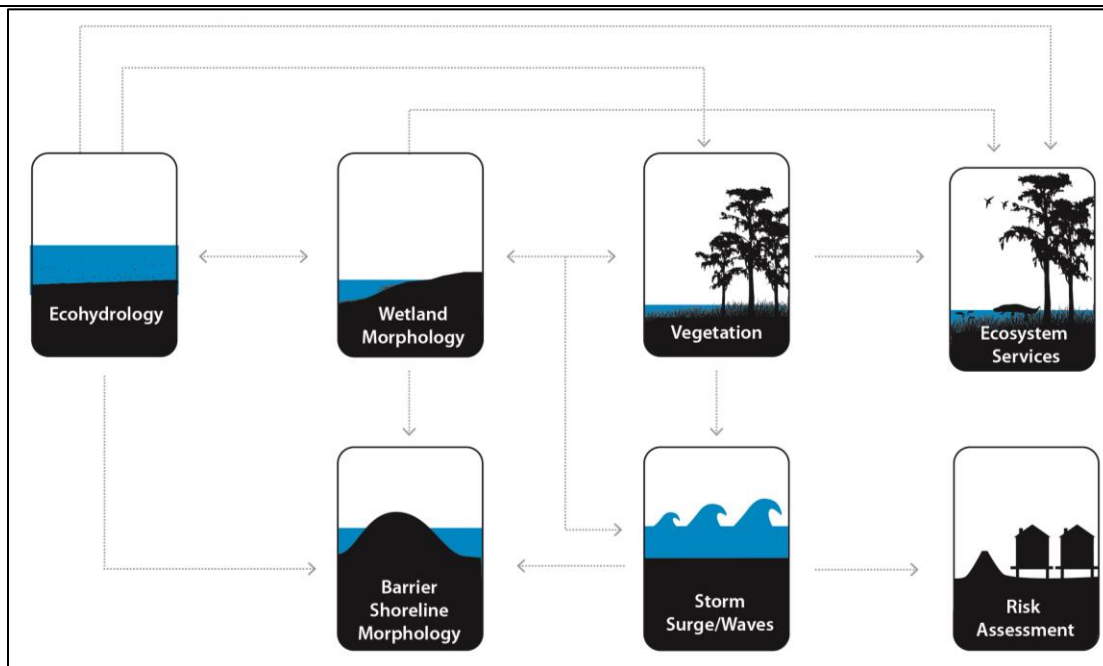 Ecohydrology
Wetland
Morphology
Vegetation
Ecosystem
Services
Barrier
Shoreline
Morphology
Storm
Surge/Waves
Risk
Assessment